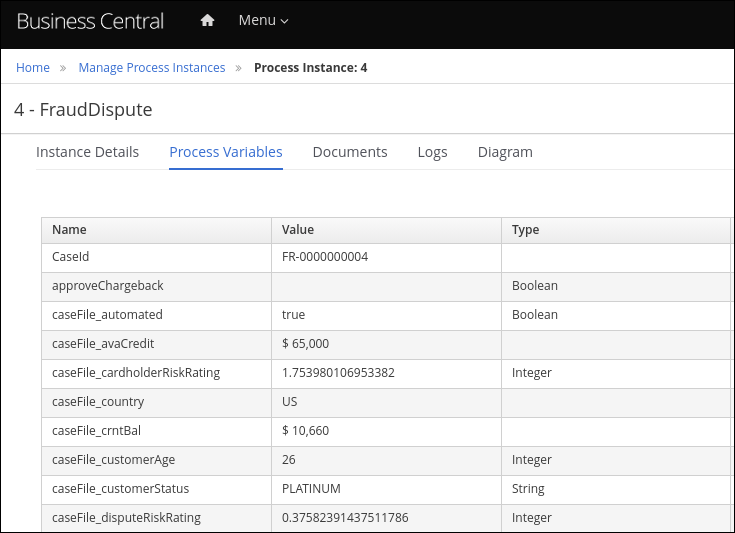 Business Central Menu
Home » Manage Process Instances » Process Instance: 4
4 - FraudDispute
Instance Details Process Variables Documents Logs Diagram
Name Value Type
CaseId FR-0000000004
approveChargeback Boolean
caseFile_automated true Boolean
caseFile_avaCredit $ 65,000
caseFile_cardholderRiskRating 1.753980106953382 Integer
caseFile_country US
caseFile_crntBal $ 10,660
caseFile_customerAge 26 Integer
caseFile_customerStatus PLATINUM String
caseFile_disputeRiskRating 0.37582391437511786 Integer